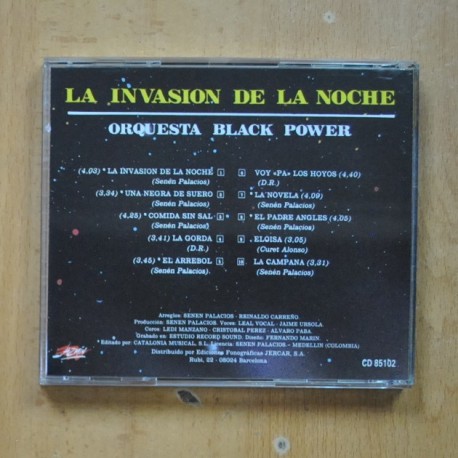 LA INVASION DE LA NOCHE
ORQUESTA BLACK POWER
(4,03) * LA INVASION DE LA NOCHE 1
(Senén Palacios)
(3,34) * UNA NEGRA DE SUERO 2
(Senén Palacios)
(4,25) * COMIDA SIN SAL 3
(Senén Palacios)
(3,41) LA GORDA 4
(D.R.)
(3,45) * EL ARREBOL 5
(Senén Palacios)
6 VOY «PA» LOS HOYOS (4,40)
(D.R.)
7 * LA NOVELA (4,09)
(Senén Palacios)
8 * EL PADRE ANGLES (4,05)
(Senén Palacios)
9 ELOISA (3,05)
(Curet Alonso)
10 LA CAMPANA (3,31)
(Senén Palacios)
Arreglos: SENEN PALACIOS - REINALDO CARREÑO.
Producción: SENEN PALACIOS. Voces: LEAL VOCAL - JAIME URSOLA.
Coros: LEDI MANZANO - CRISTOBAL PEREZ - ALVARO PABA.
Grabado en: ESTUDIO RECORD SOUND. Diseño: FERNANDO MARIN.
* Editado por: CATALONIA MUSICAL, S.L. Licencia: SENEN PALACIOS - MEDELLIN (COLOMBIA)
Distribuido por Ediciones Fonográficas JERCAR, S.A.
Rubí, 22 - 08024 Barcelona
CD 85102